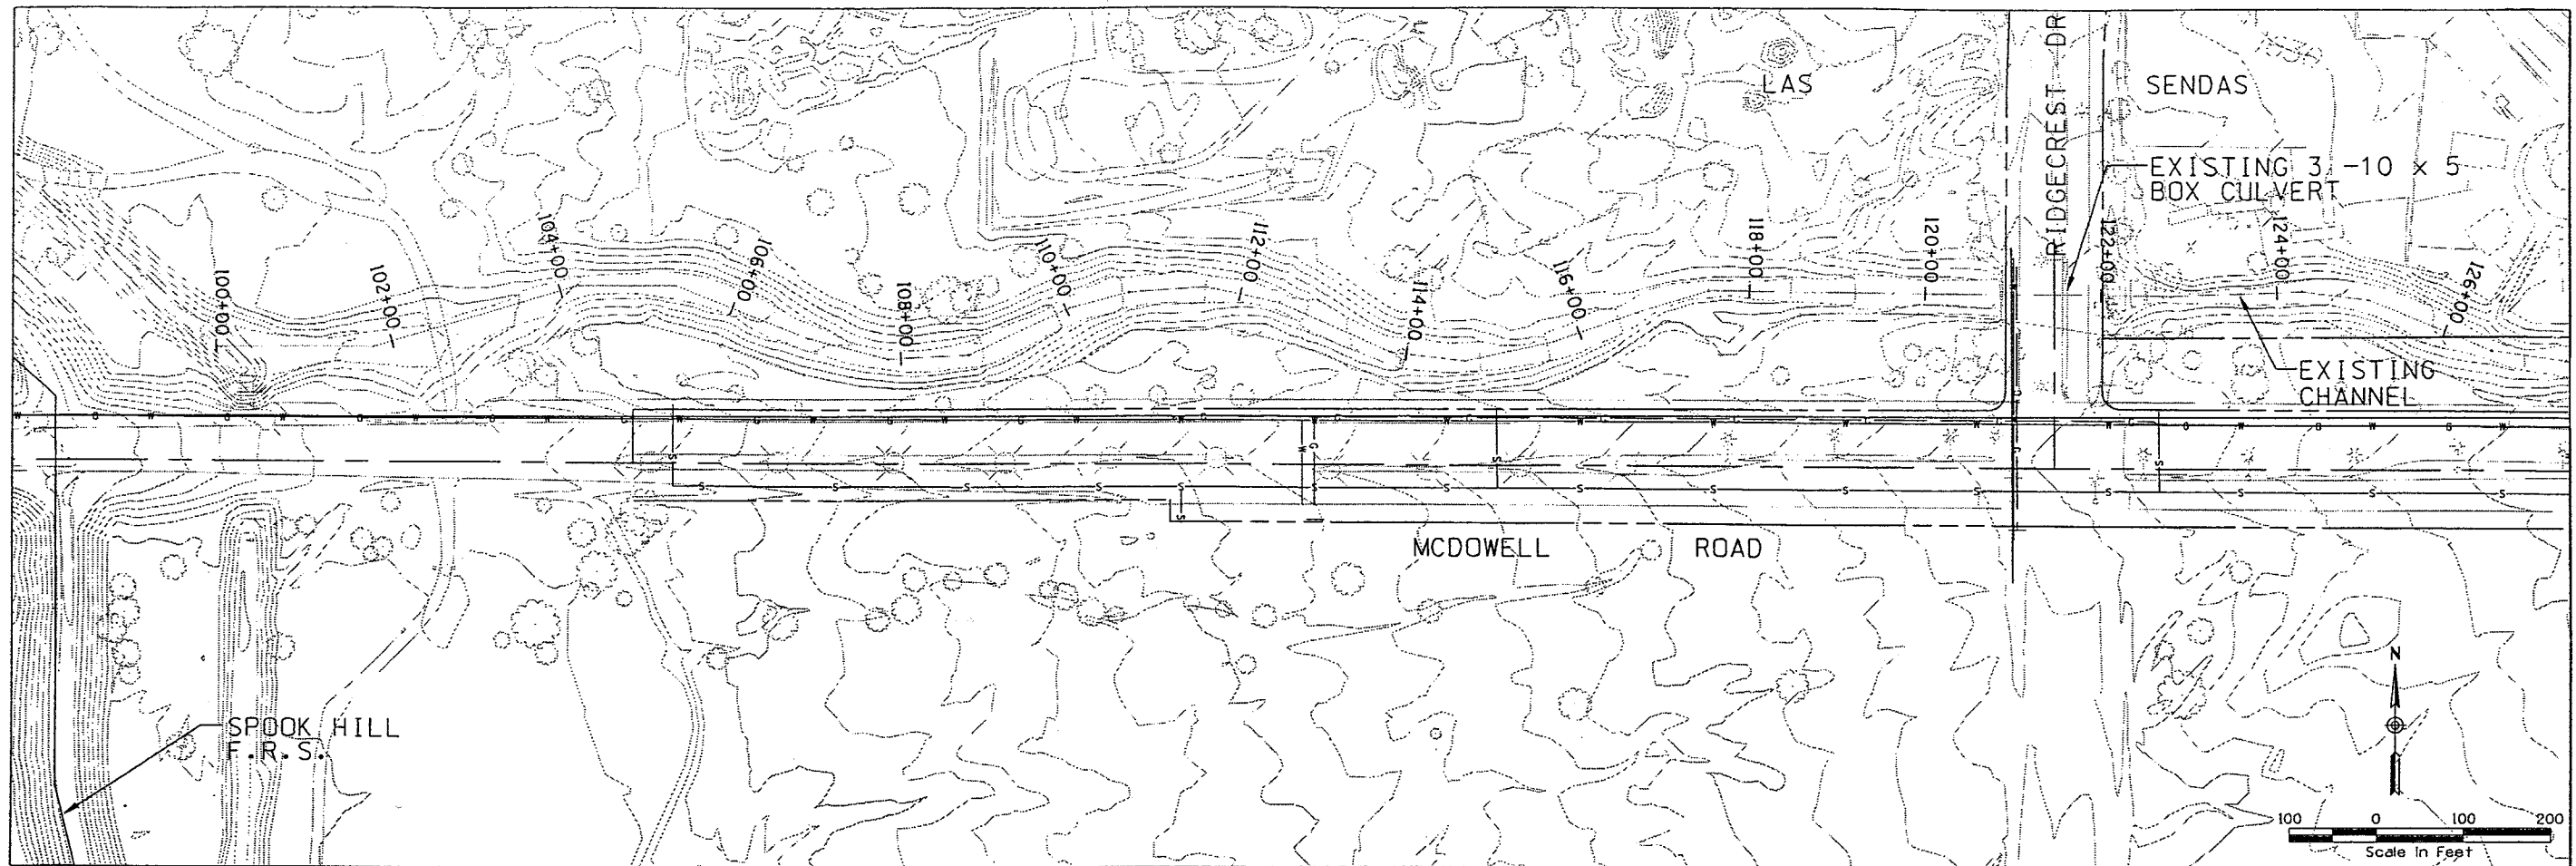 LAS
RIDGECREST DR
SENDAS
EXISTING 3 -10 x 5
BOX CULVERT
100+00
102+00
104+00
106+00
108+00
110+00
112+00
114+00
116+00
118+00
120+00
122+00
124+00
126+00
EXISTING
CHANNEL
MCDOWELL ROAD
SPOOK HILL
F.R.S.
N
100 0 100 200
Scale In Feet